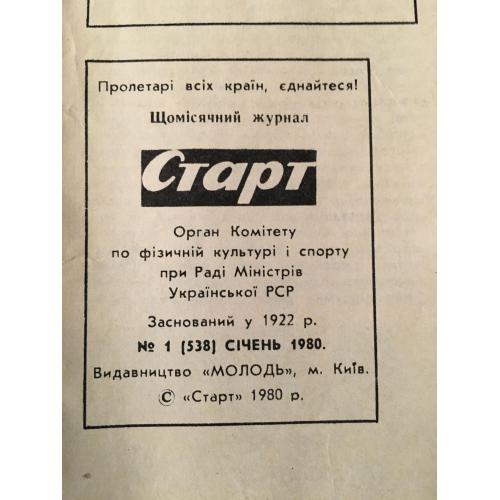 Пролетарі всіх країн, єднайтеся!
Щомісячний журнал
Старт
Орган Комітету
по фізичній культурі і спорту
при Раді Міністрів
Української РСР
Заснований у 1922 р.
№ 1 (538) СІЧЕНЬ 1980.
Видавництво «МОЛОДЬ», м. Київ.
© «Старт» 1980 р.